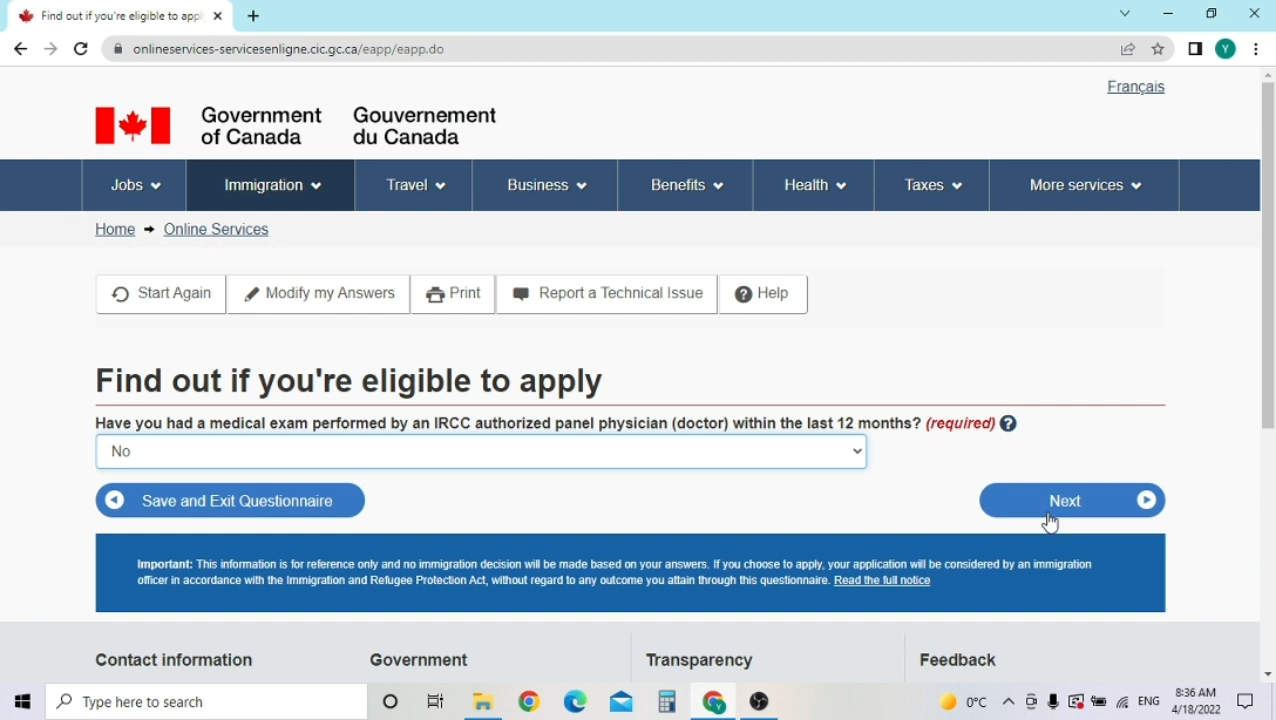 Find out if you're eligible to app
onlineservices-servicesenligne.cic.gc.ca/eapp/eapp.do
Y
Français
Government of Canada
Gouvernement du Canada
Jobs
Immigration
Travel
Business
Benefits
Health
Taxes
More services
Home
Online Services
Start Again
Modify my Answers
Print
Report a Technical Issue
Help
Find out if you're eligible to apply
Have you had a medical exam performed by an IRCC authorized panel physician (doctor) within the last 12 months? (required)
No
Save and Exit Questionnaire
Next
Important: This information is for reference only and no immigration decision will be made based on your answers. If you choose to apply, your application will be considered by an immigration
officer in accordance with the Immigration and Refugee Protection Act, without regard to any outcome you attain through this questionnaire. Read the full notice
Contact information
Government
Transparency
Feedback
Type here to search
0°C
ENG
8:36 AM
4/18/2022